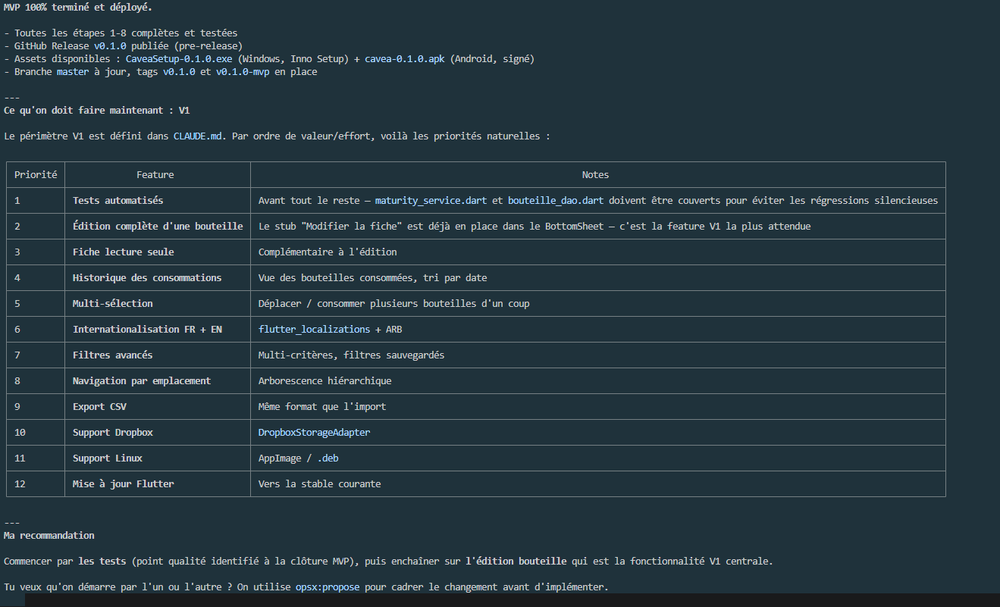 MVP 100% terminé et déployé.
- Toutes les étapes 1-8 complètes et testées
- GitHub Release v0.1.0 publiée (pre-release)
- Assets disponibles : CaveaSetup-0.1.0.exe (Windows, Inno Setup) + cavea-0.1.0.apk (Android, signé)
- Branche master à jour, tags v0.1.0 et v0.1.0-mvp en place
---
Ce qu'on doit faire maintenant : V1
Le périmètre V1 est défini dans CLAUDE.md. Par ordre de valeur/effort, voilà les priorités naturelles :
Priorité Feature Notes
1 Tests automatisés Avant tout le reste — maturity_service.dart et bouteille_dao.dart doivent être couverts pour éviter les régressions silencieuses
2 Édition complète d'une bouteille Le stub "Modifier la fiche" est déjà en place dans le BottomSheet — c'est la feature V1 la plus attendue
3 Fiche lecture seule Complémentaire à l'édition
4 Historique des consommations Vue des bouteilles consommées, tri par date
5 Multi-sélection Déplacer / consommer plusieurs bouteilles d'un coup
6 Internationalisation FR + EN flutter_localizations + ARB
7 Filtres avancés Multi-critères, filtres sauvegardés
8 Navigation par emplacement Arborescence hiérarchique
9 Export CSV Même format que l'import
10 Support Dropbox DropboxStorageAdapter
11 Support Linux AppImage / .deb
12 Mise à jour Flutter Vers la stable courante
---
Ma recommandation
Commencer par les tests (point qualité identifié à la clôture MVP), puis enchaîner sur l'édition bouteille qui est la fonctionnalité V1 centrale.
Tu veux qu'on démarre par l'un ou l'autre ? On utilise opsx:propose pour cadrer le changement avant d'implémenter.